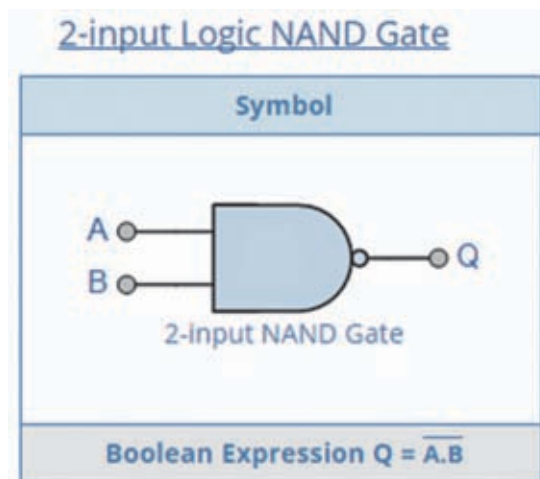 2-input Logic NAND Gate
Symbol
A
B
Q
2-input NAND Gate
Boolean Expression Q = A̅.̅B̅